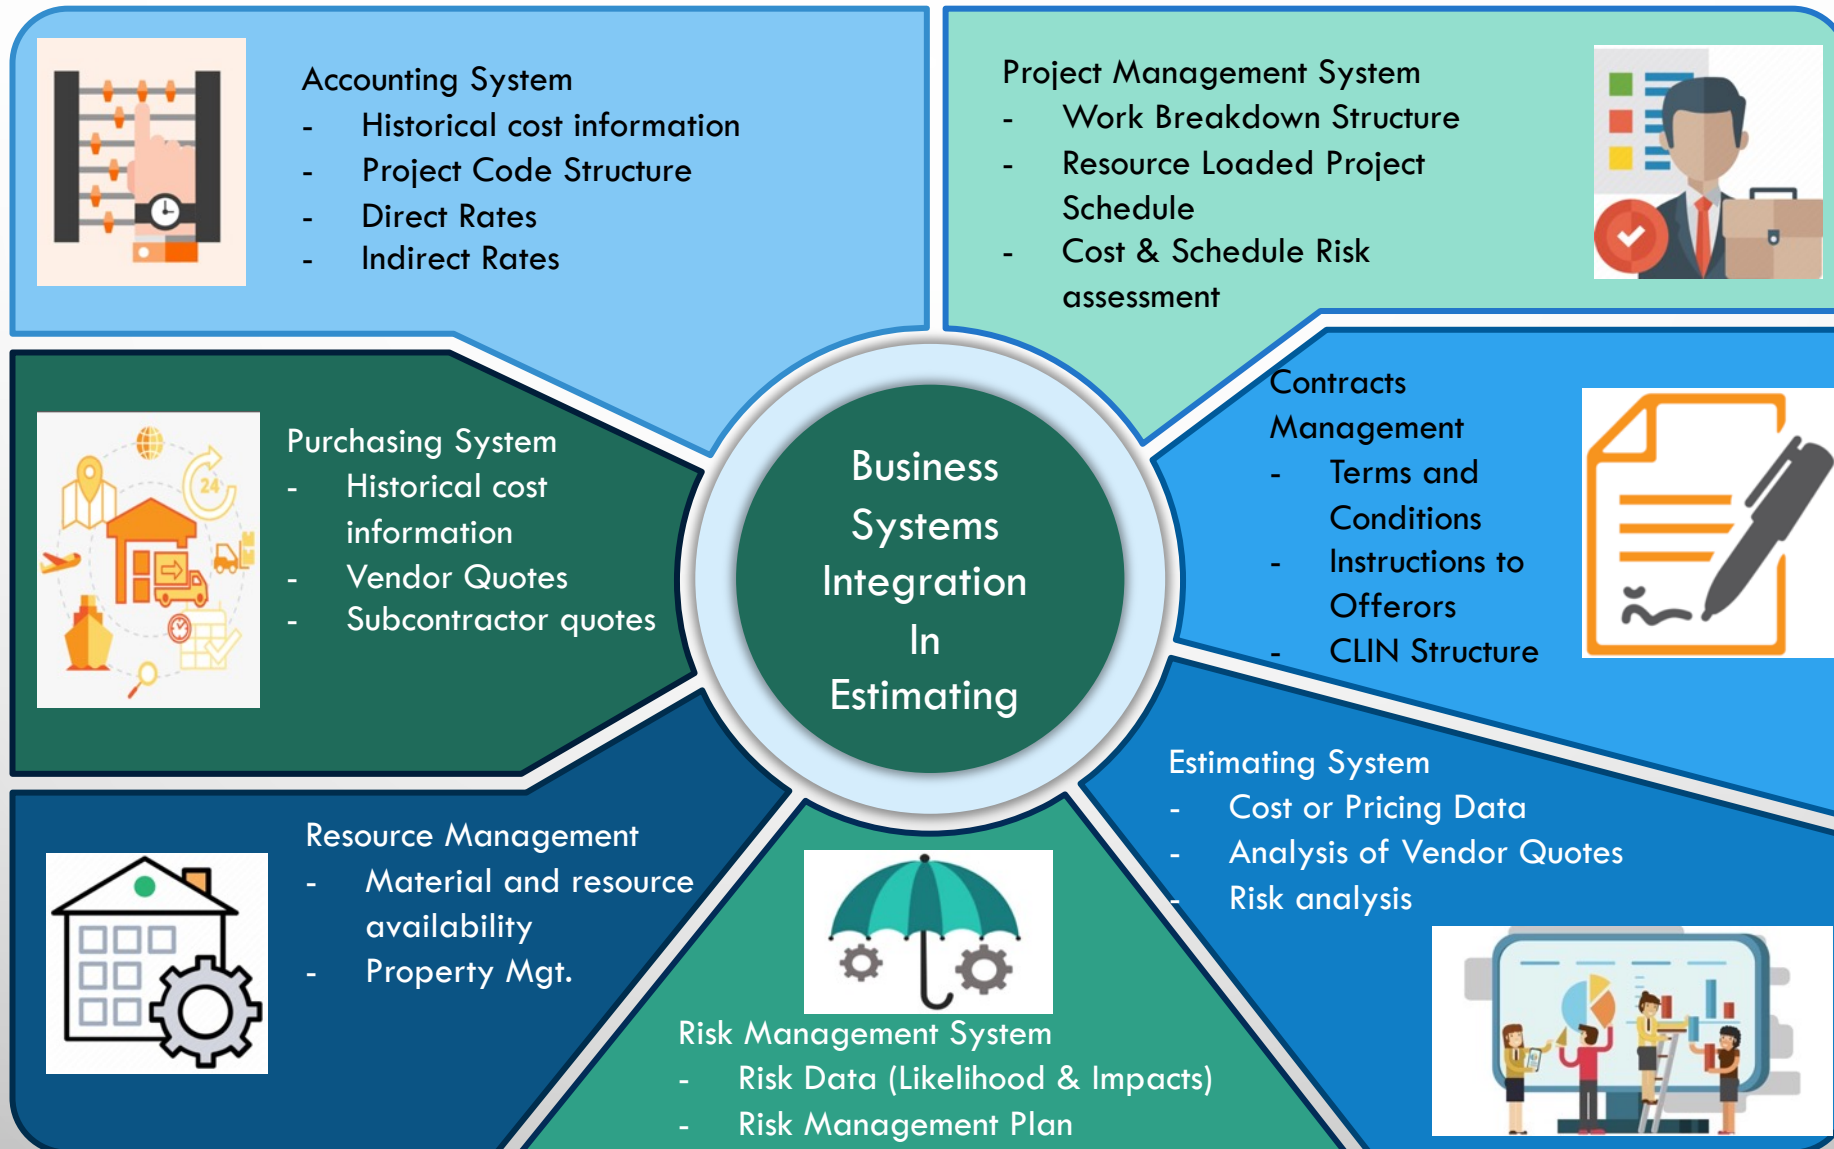 Accounting System
- Historical cost information
- Project Code Structure
- Direct Rates
- Indirect Rates
Project Management System
- Work Breakdown Structure
- Resource Loaded Project
Schedule
- Cost & Schedule Risk
assessment
Purchasing System
- Historical cost
information
- Vendor Quotes
- Subcontractor quotes
24
Business
Systems
Integration
In
Estimating
Contracts
Management
- Terms and
Conditions
- Instructions to
Offerors
- CLIN Structure
Resource Management
- Material and resource
availability
- Property Mgt.
Risk Management System
- Risk Data (Likelihood & Impacts)
- Risk Management Plan
Estimating System
- Cost or Pricing Data
- Analysis of Vendor Quotes
- Risk analysis